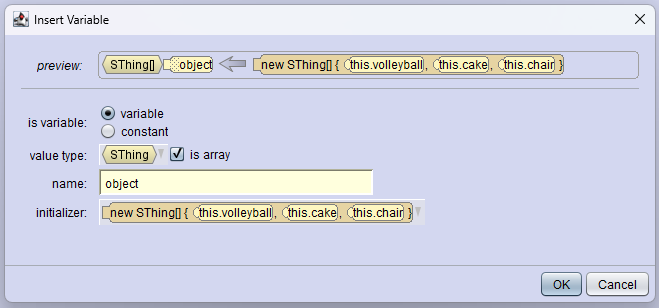 Insert Variable
preview: SThing[] object new SThing[] { this.volleyball, this.cake, this.chair }
is variable: variable
constant
value type: SThing is array
name: object
initializer: new SThing[] { this.volleyball, this.cake, this.chair }
OK Cancel